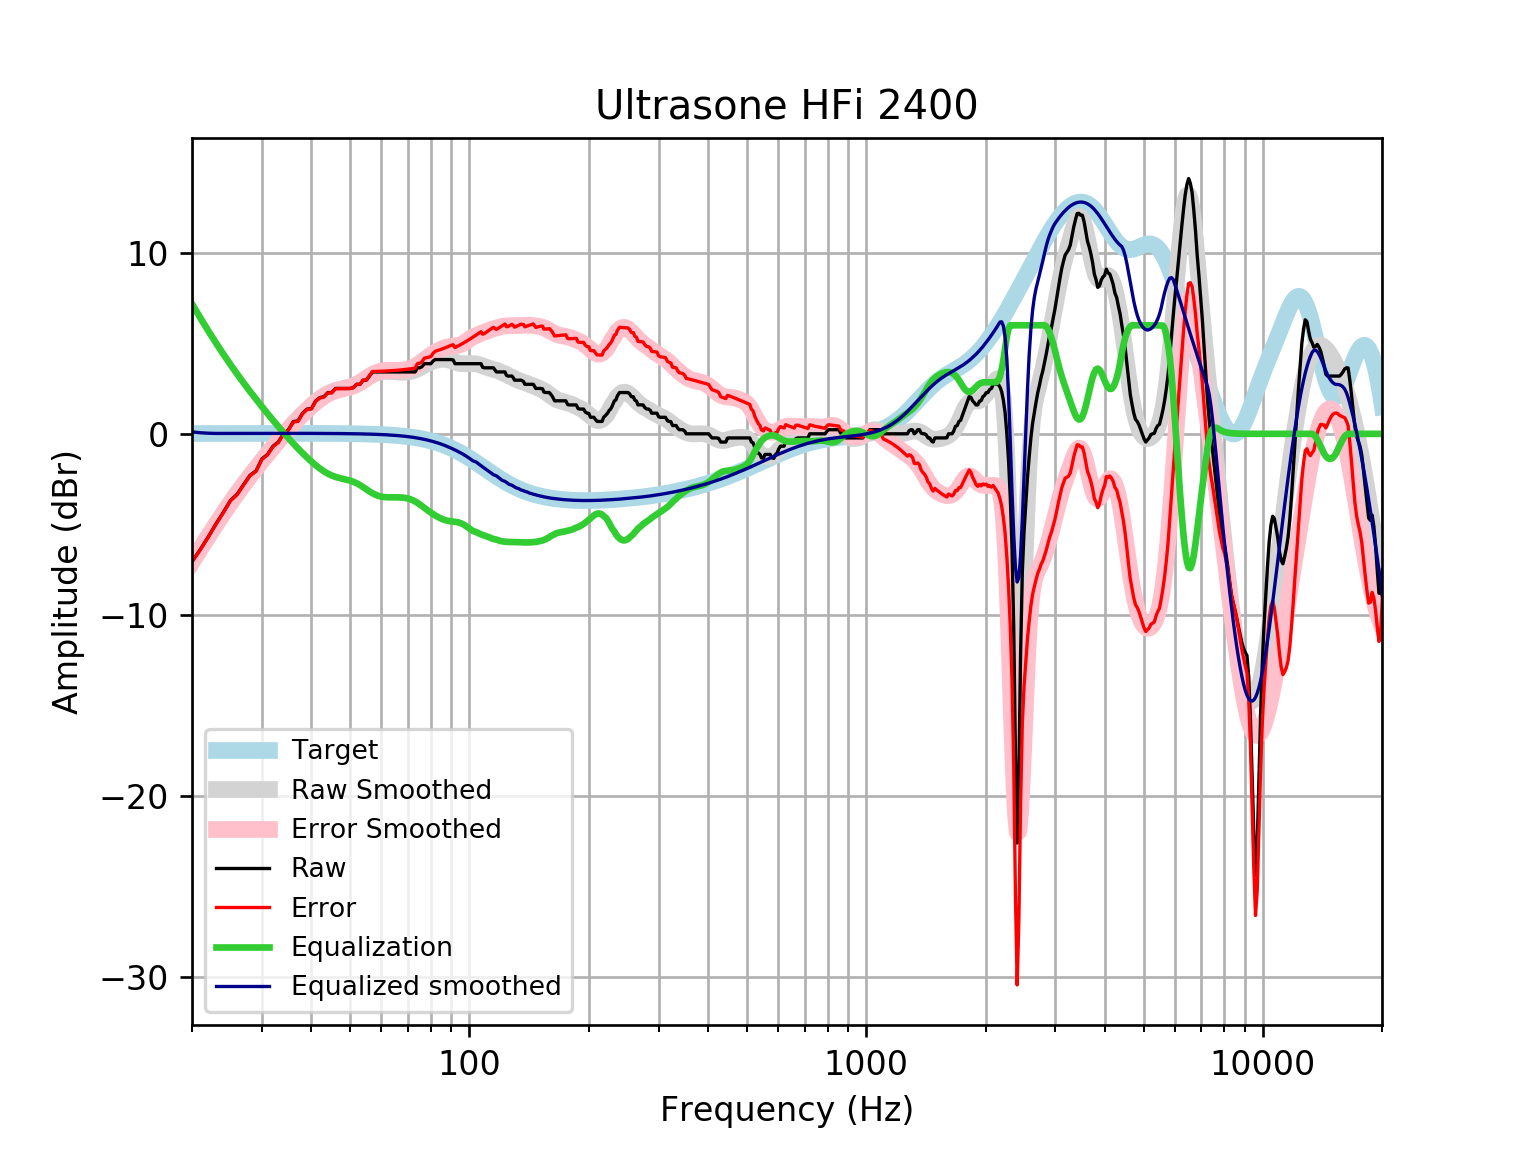 Ultrasone HFi 2400
Amplitude (dBr)
10
0
−10
−20
−30
Target
Raw Smoothed
Error Smoothed
Raw
Error
Equalization
Equalized smoothed
100 1000 10000
Frequency (Hz)